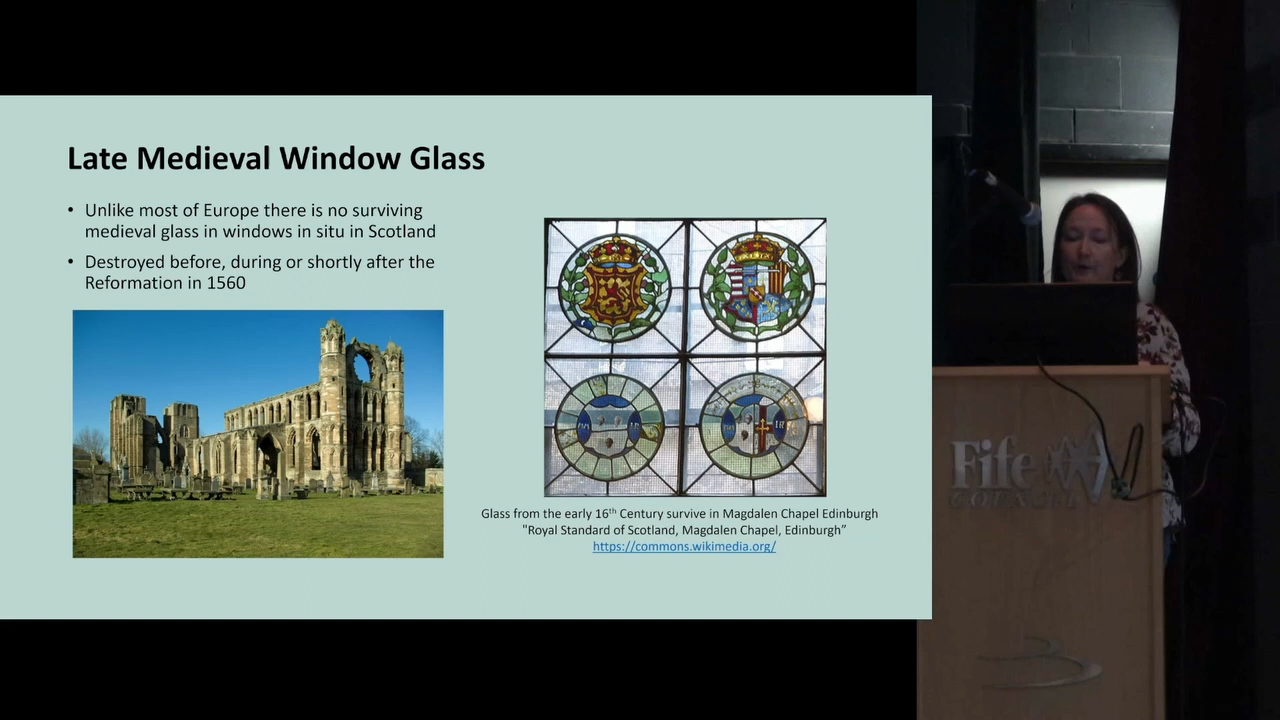 Late Medieval Window Glass
• Unlike most of Europe there is no surviving
medieval glass in windows in situ in Scotland
• Destroyed before, during or shortly after the
Reformation in 1560
Glass from the early 16th Century survive in Magdalen Chapel Edinburgh
"Royal Standard of Scotland, Magdalen Chapel, Edinburgh”
https://commons.wikimedia.org/
Fife
COUNCIL